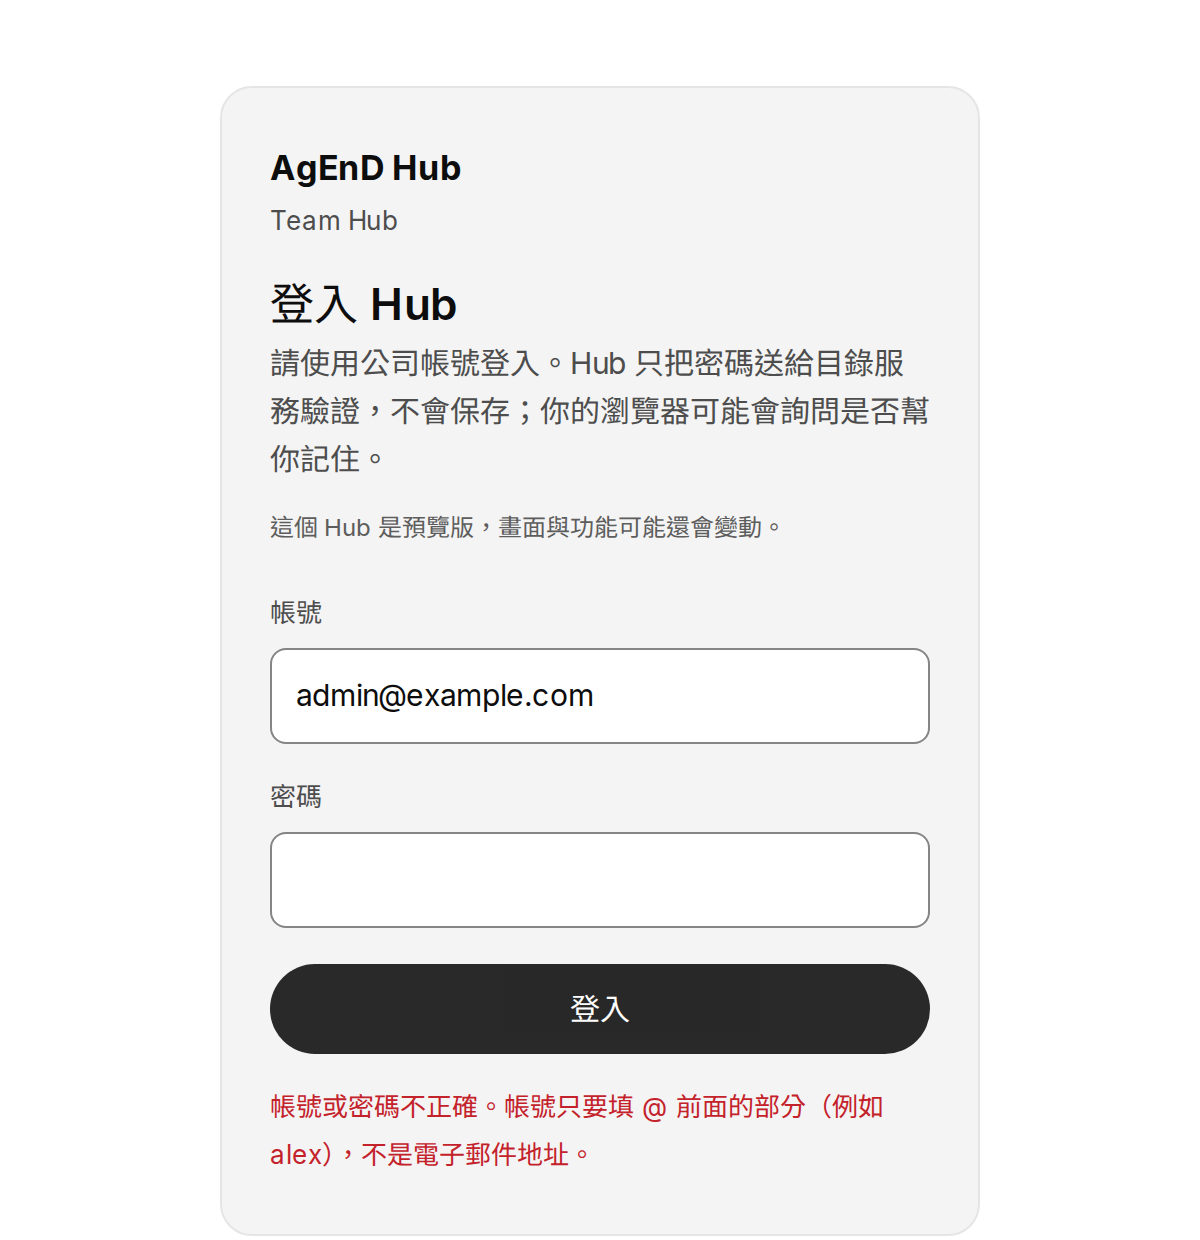 AgEnD Hub
Team Hub
登入 Hub
請使用公司帳號登入。Hub 只把密碼送給目錄服
務驗證，不會保存；你的瀏覽器可能會詢問是否幫
你記住。
這個 Hub 是預覽版，畫面與功能可能還會變動。
帳號
admin@example.com
密碼
登入
帳號或密碼不正確。帳號只要填 @ 前面的部分（例如
alex），不是電子郵件地址。